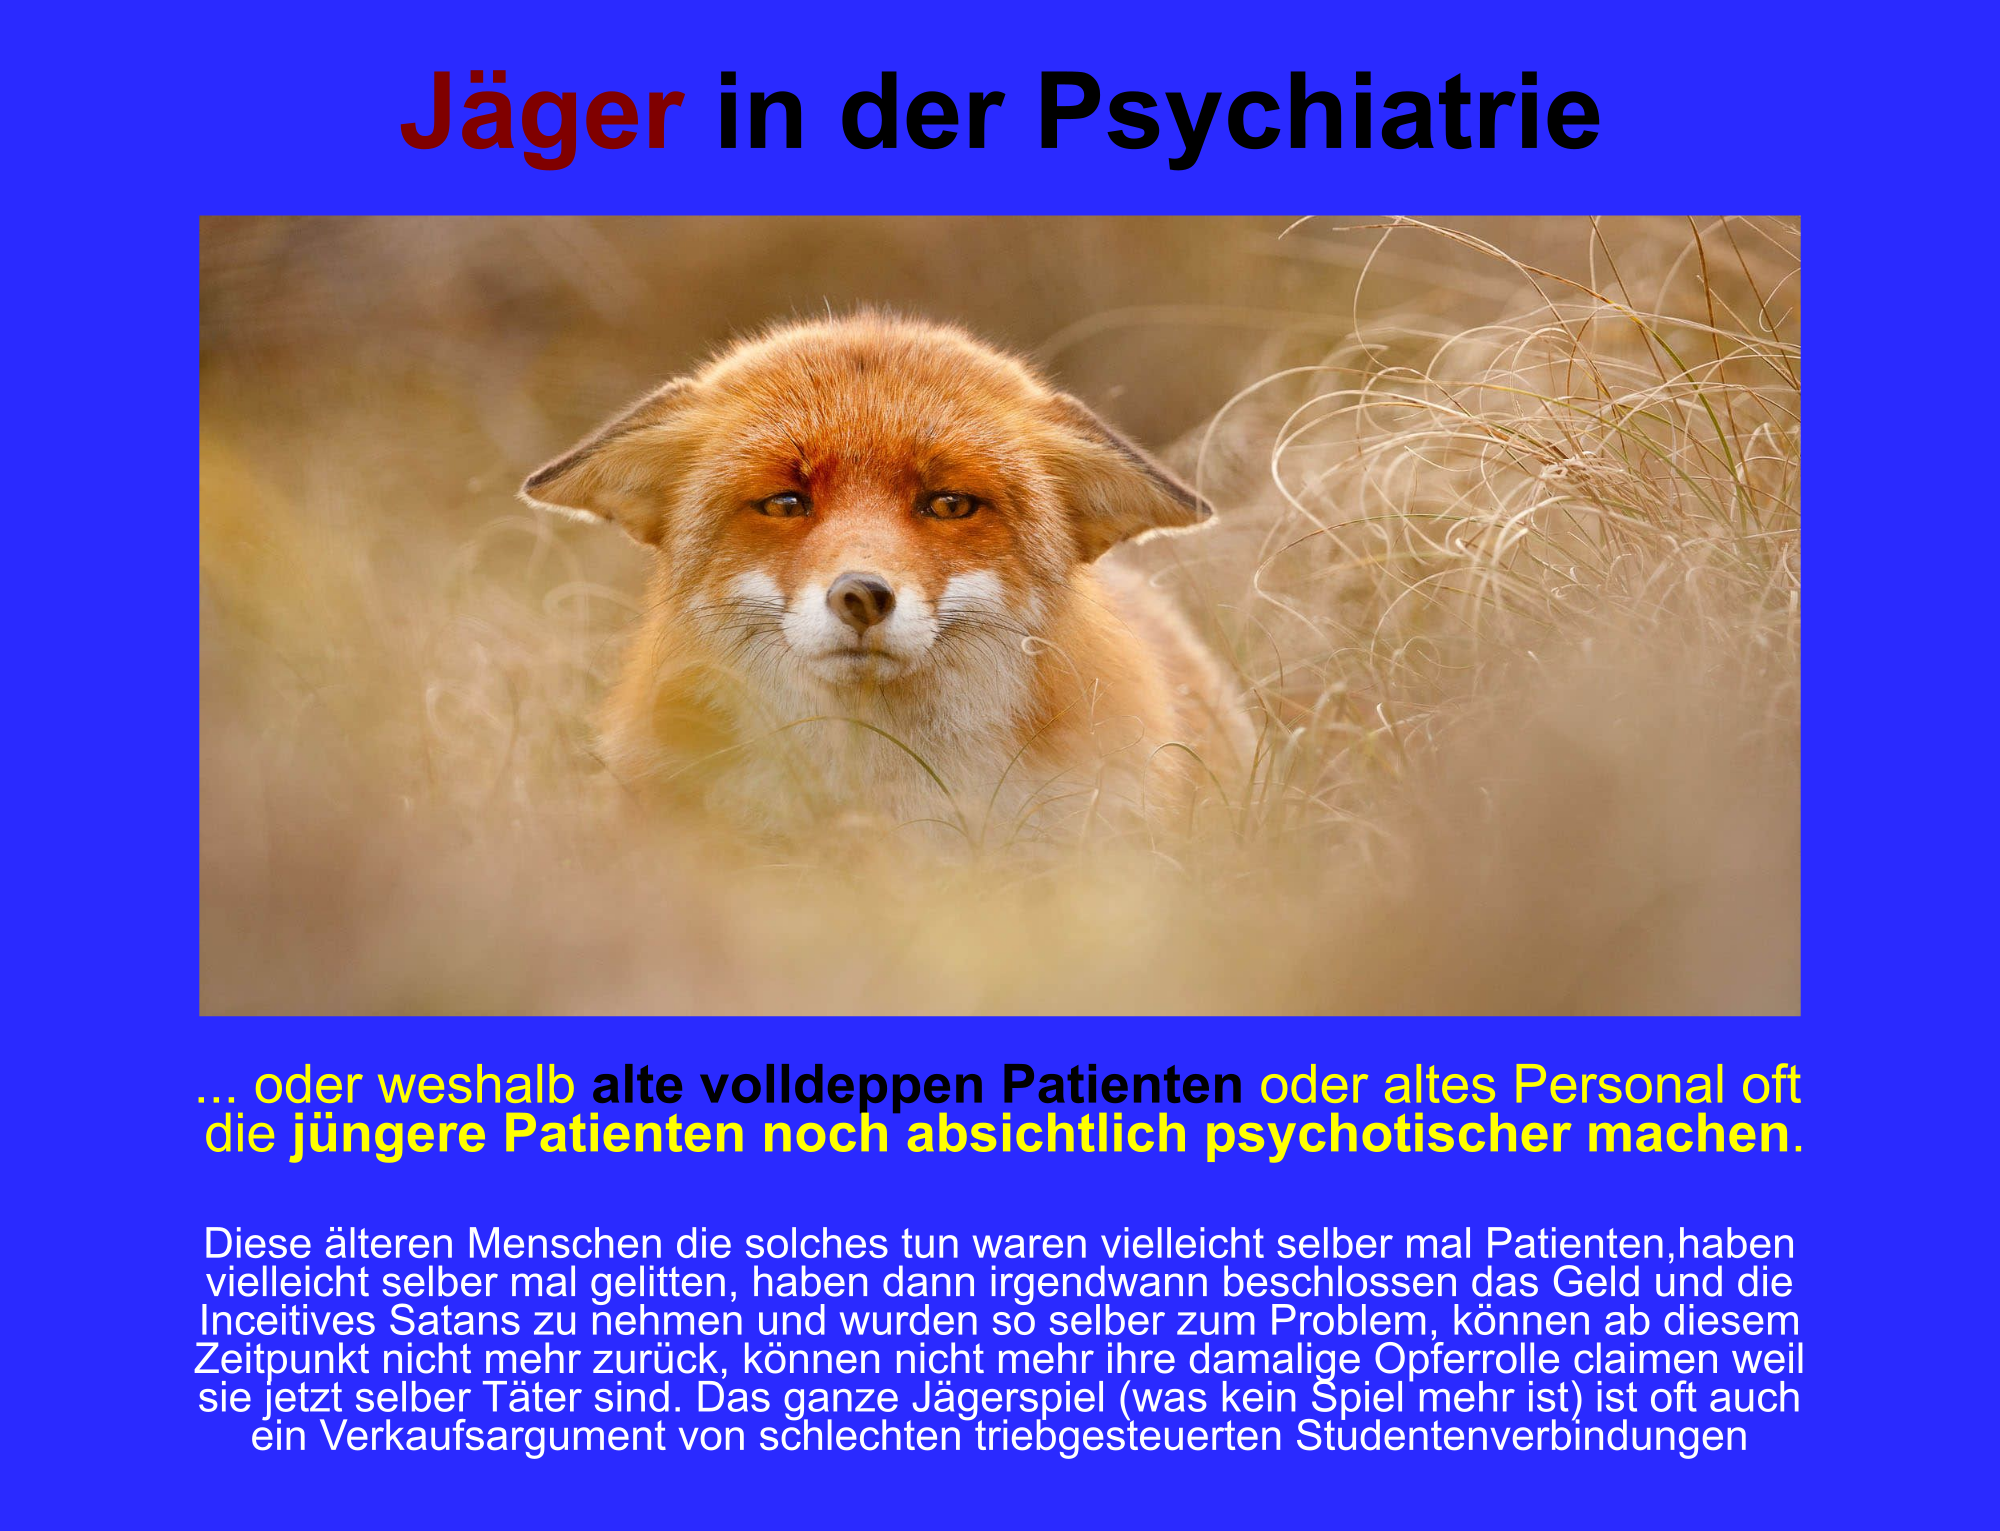 Jäger in der Psychiatrie
... oder weshalb alte volldeppen Patienten oder altes Personal oft
die jüngere Patienten noch absichtlich psychotischer machen.
Diese älteren Menschen die solches tun waren vielleicht selber mal Patienten,haben
vielleicht selber mal gelitten, haben dann irgendwann beschlossen das Geld und die
Inceitives Satans zu nehmen und wurden so selber zum Problem, können ab diesem
Zeitpunkt nicht mehr zurück, können nicht mehr ihre damalige Opferrolle claimen weil
sie jetzt selber Täter sind. Das ganze Jägerspiel (was kein Spiel mehr ist) ist oft auch
ein Verkaufsargument von schlechten triebgesteuerten Studentenverbindungen